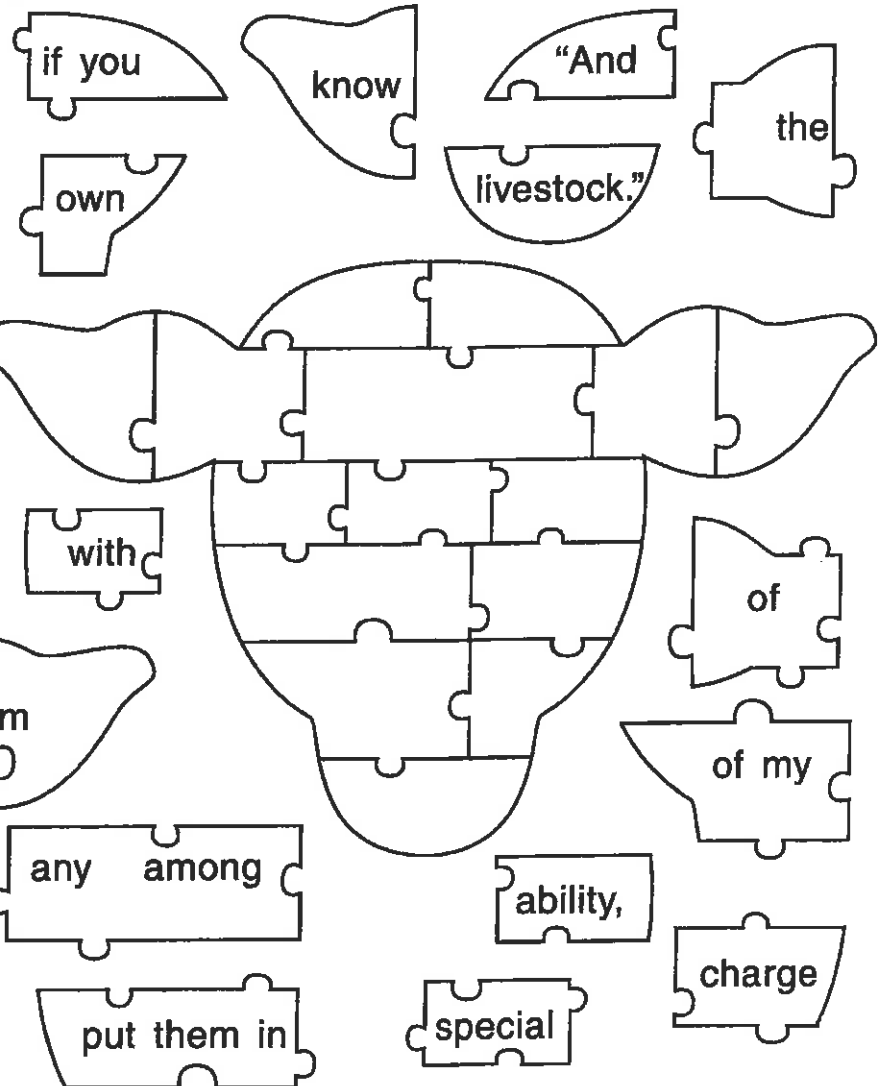 if you
know
“And
the
own
livestock.”
with
of
m
of my
any among
ability,
charge
put them in
special